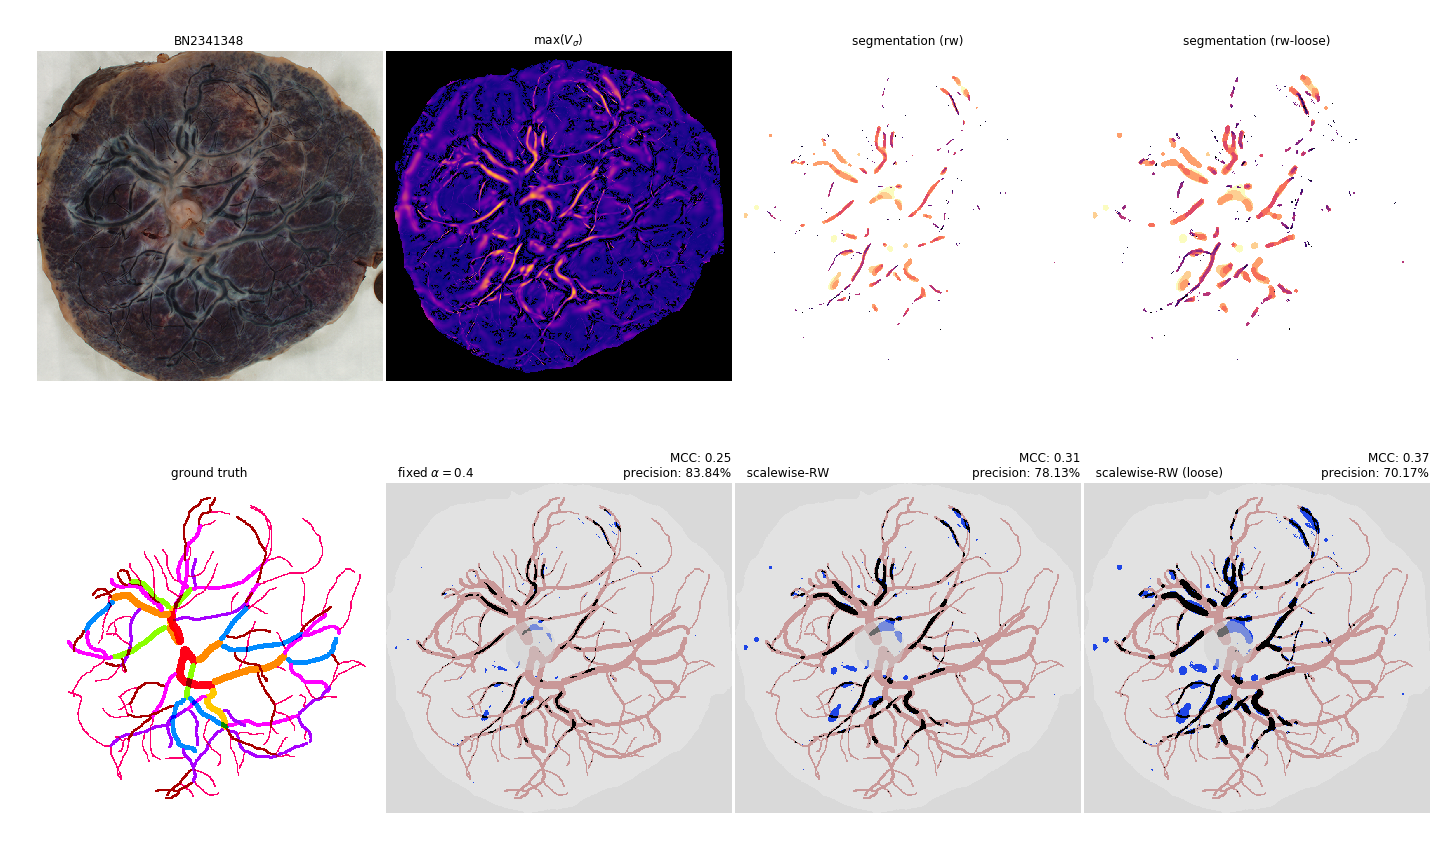 BN2341348
max(V_σ)
segmentation (rw)
segmentation (rw-loose)
ground truth
MCC: 0.25
fixed α = 0.4 precision: 83.84%
MCC: 0.31
scalewise-RW precision: 78.13%
MCC: 0.37
scalewise-RW (loose) precision: 70.17%